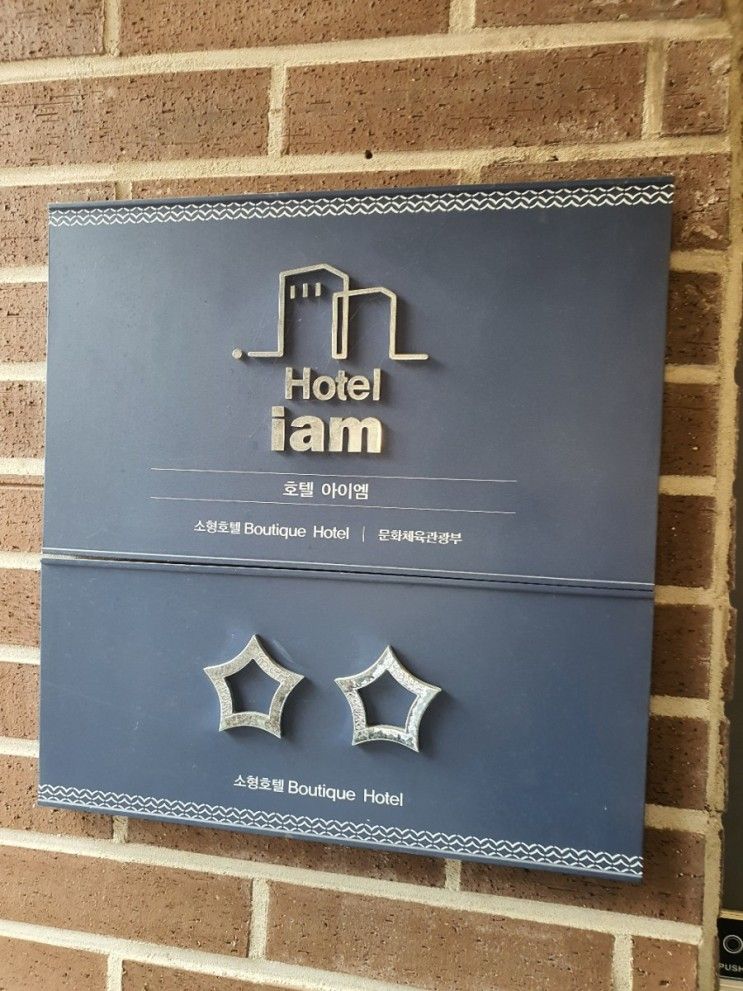 Hotel
iam
호텔 아이엠
소형호텔 Boutique Hotel | 문화체육관광부
소형호텔 Boutique Hotel
PUSH